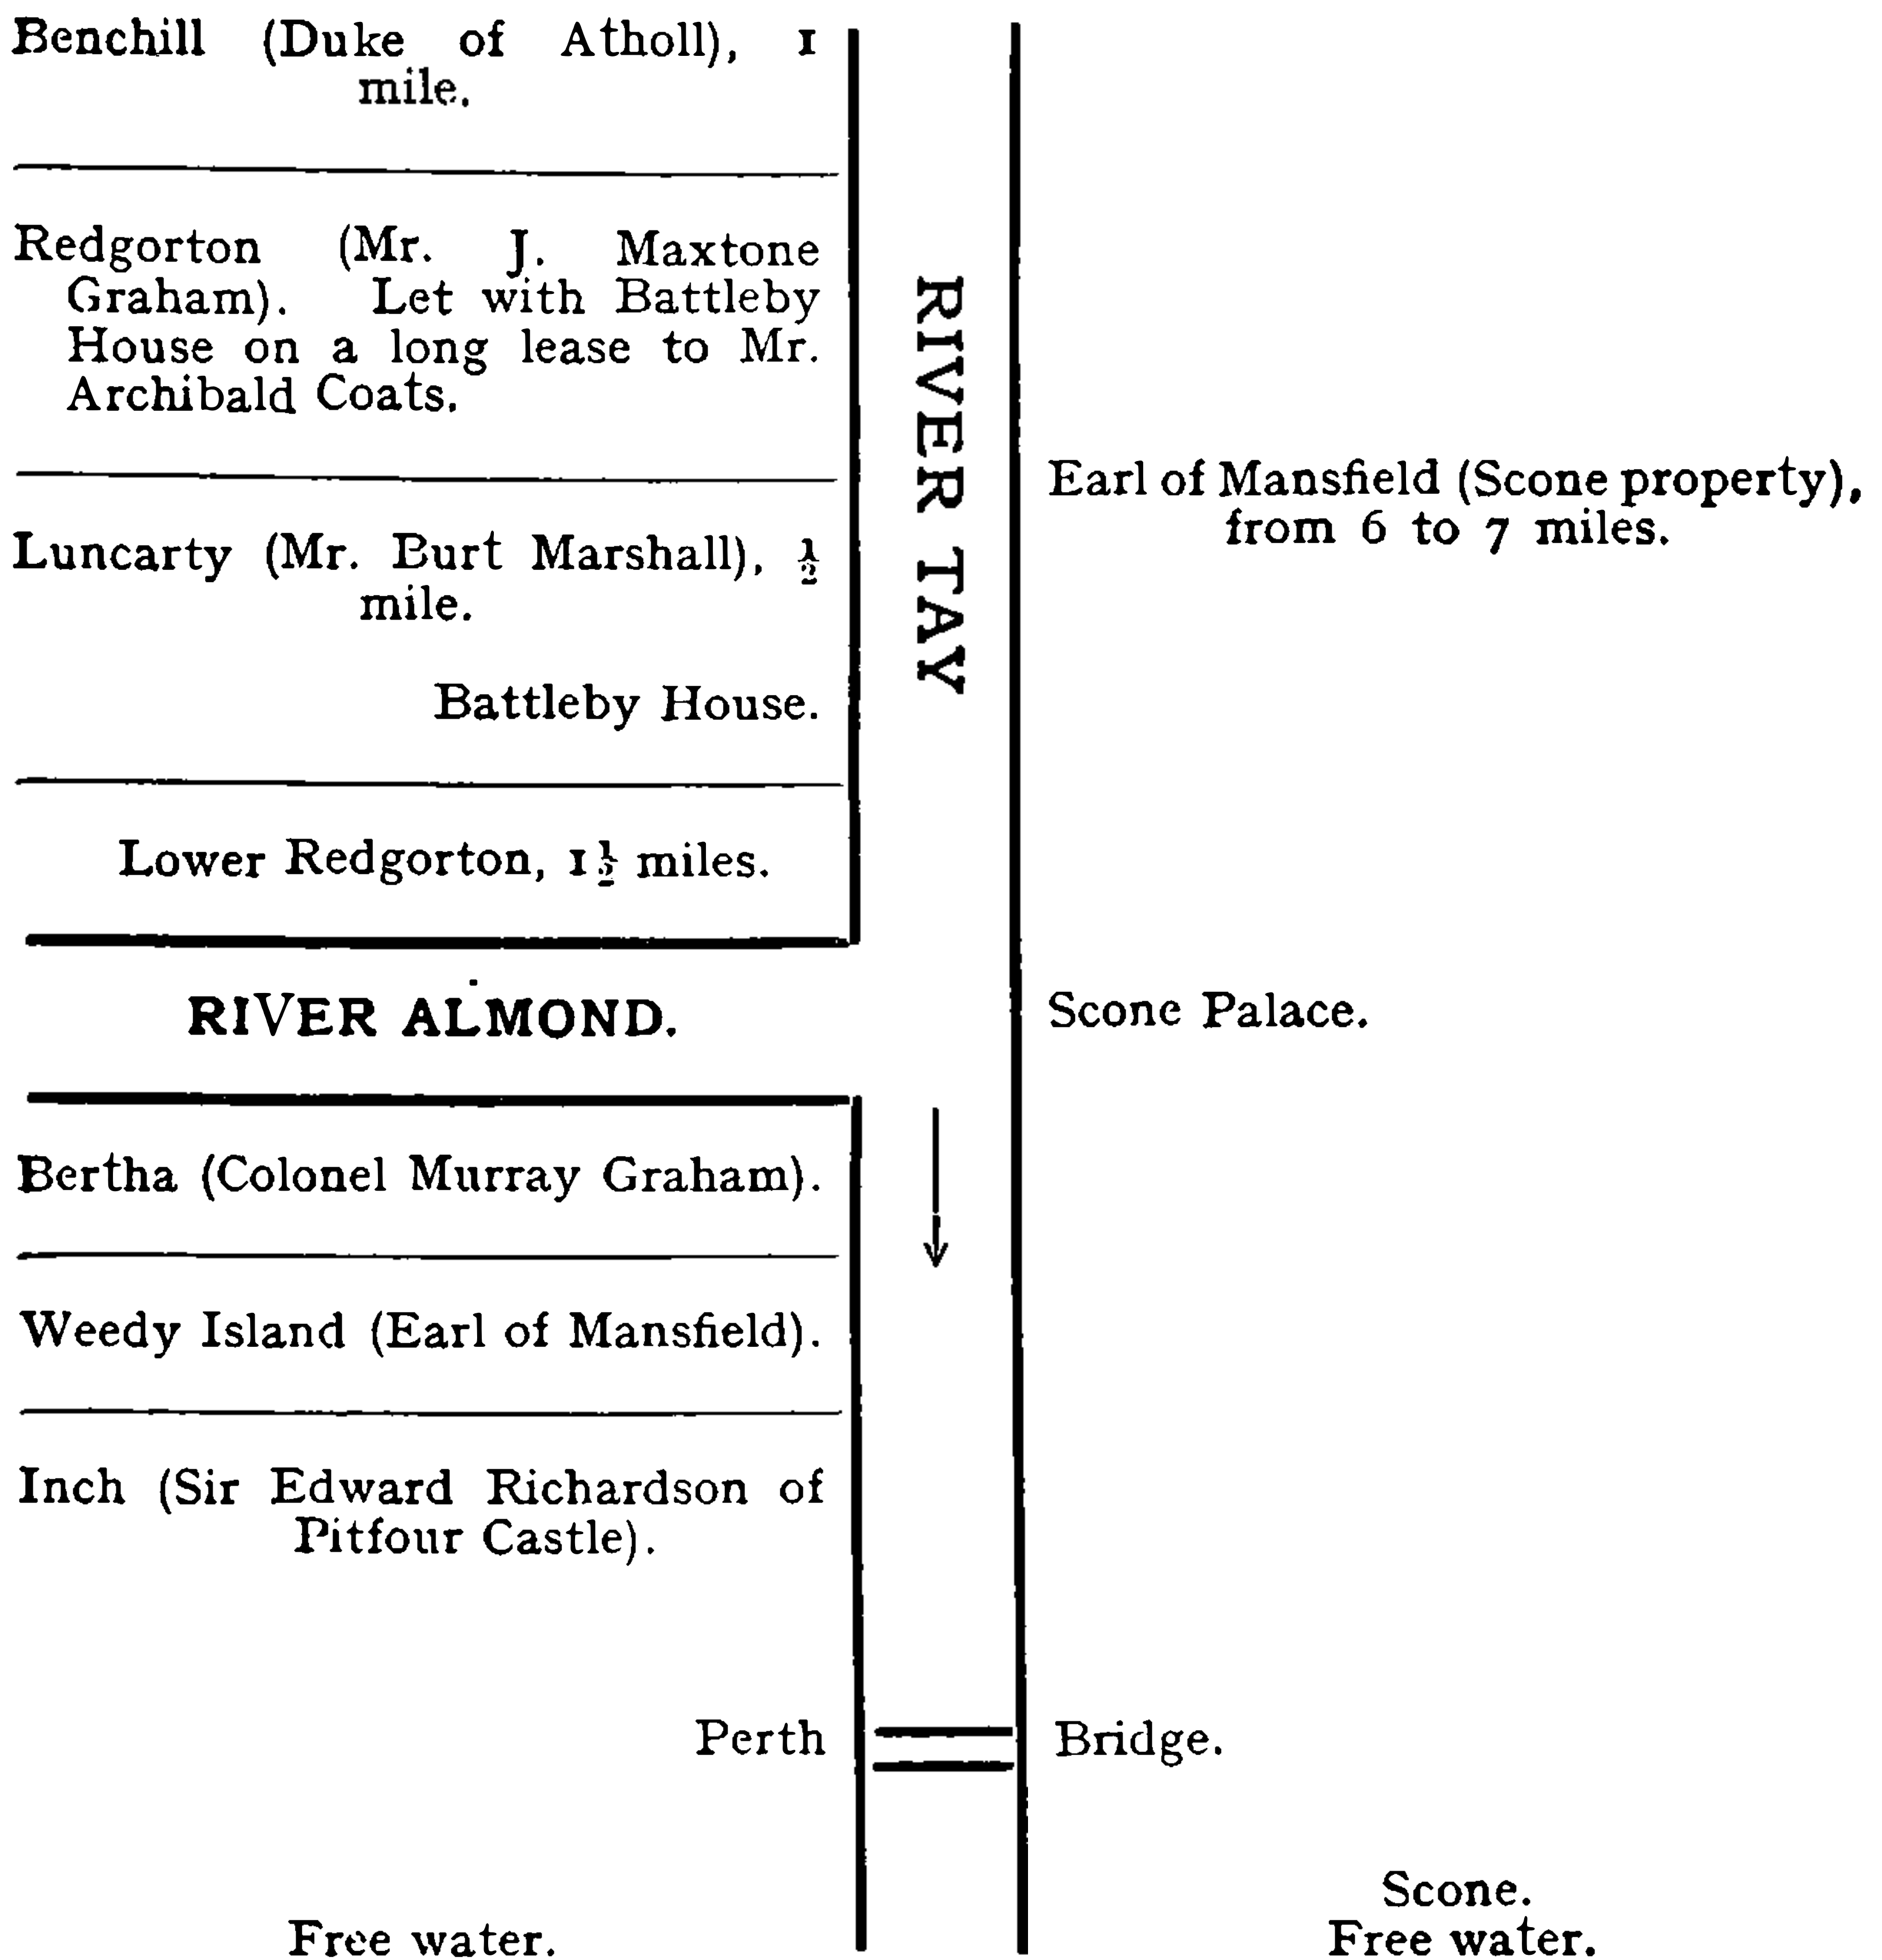 Benchill (Duke of Atholl), 1
mile.
Redgorton (Mr. J. Maxtone
Graham). Let with Battleby
House on a long lease to Mr.
Archibald Coats.
Luncarty (Mr. Burt Marshall), ½
mile.
Battleby House.
Lower Redgorton, 1½ miles.
RIVER ALMOND.
Bertha (Colonel Murray Graham).
Weedy Island (Earl of Mansfield).
Inch (Sir Edward Richardson of
Pitfour Castle).
Perth
Free water.
RIVER TAY
Earl of Mansfield (Scone property),
from 6 to 7 miles.
Scone Palace.
Bridge.
Scone.
Free water.